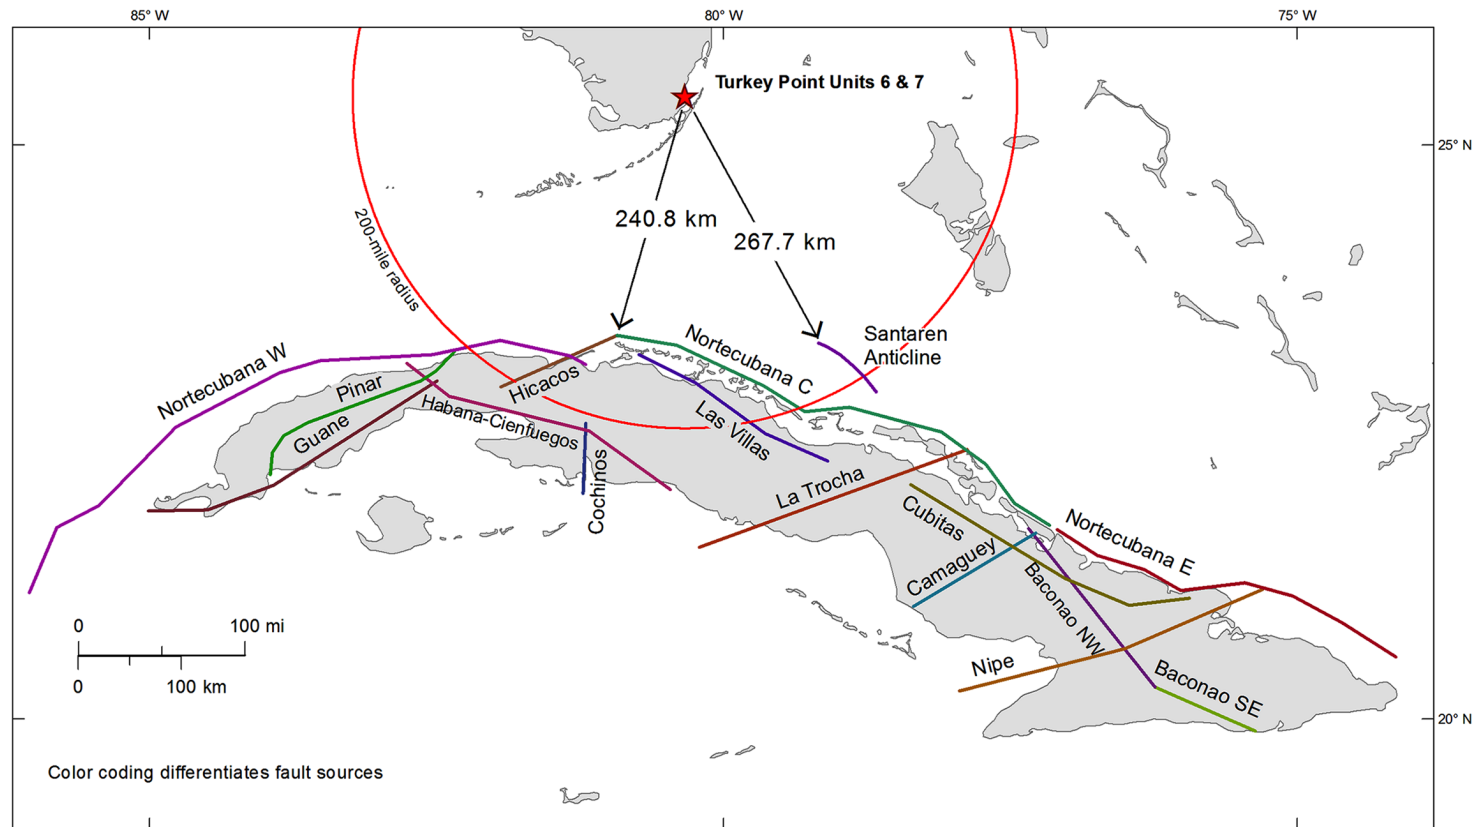 85° W
80° W
75° W
Turkey Point Units 6 & 7
25° N
240.8 km
267.7 km
200-mile radius
Santaren
Anticline
Nortecubana W
Nortecubana C
Pinar
Hicacos
Guane
Habana-Cienfuegos
Las Villas
Cochinos
La Trocha
Cubitas
Nortecubana E
Camaguey
Baconao NW
0 100 mi
0 100 km
Nipe
Baconao SE
20° N
Color coding differentiates fault sources